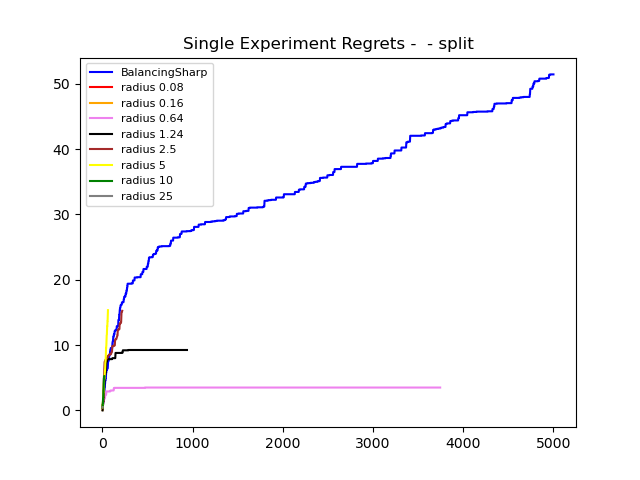 Single Experiment Regrets -  - split
50
40
30
20
10
0
BalancingSharp
radius 0.08
radius 0.16
radius 0.64
radius 1.24
radius 2.5
radius 5
radius 10
radius 25
0 1000 2000 3000 4000 5000